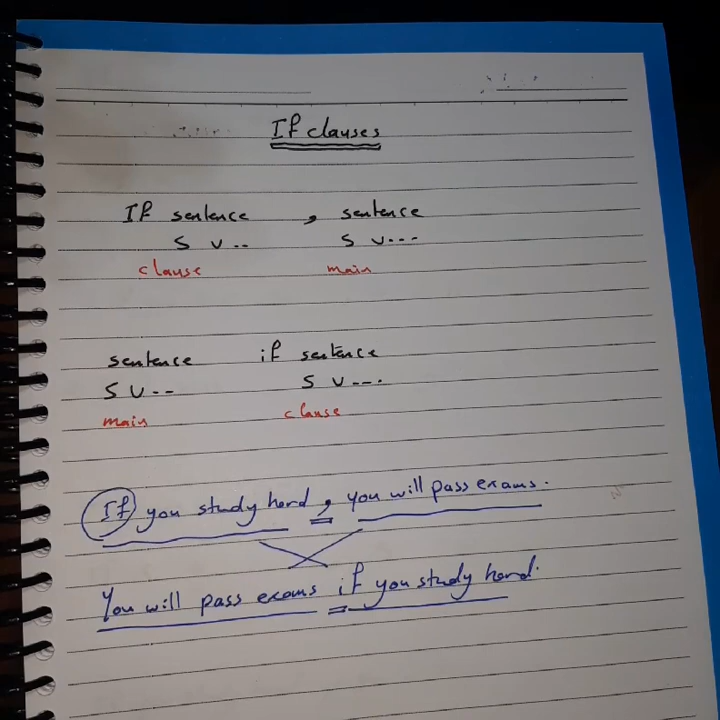 If clauses
If sentence , sentence
S v.. S v...
clause main
sentence if sentence
S v.. S v...
main clause
If you study hard, you will pass exams.
You will pass exams if you study hard.